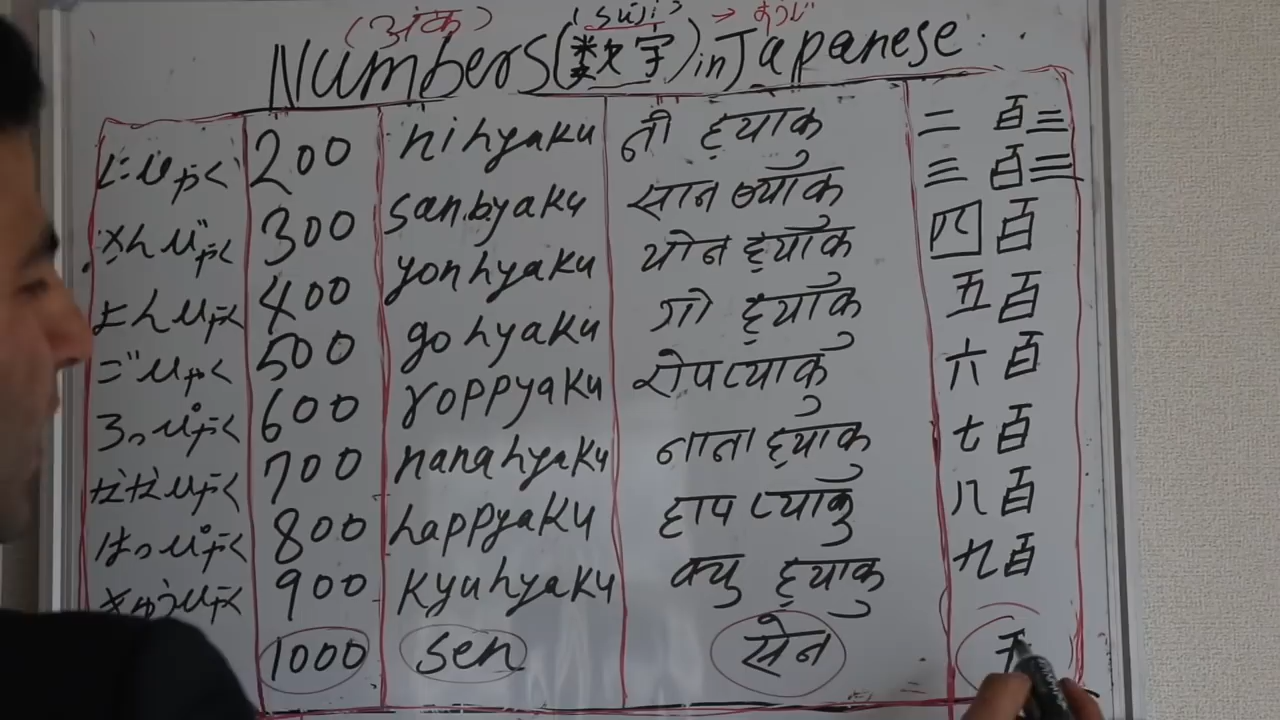 (अंक) (suji) → すうじ
Numbers (数字) in Japanese
にひゃく 200 nihyaku नी ह्याकु 二百
さんびゃく 300 sanbyaku सान ब्याकु 三百
よんひゃく 400 yonhyaku योन ह्याकु 四百
ごひゃく 500 gohyaku गो ह्याकु 五百
ろっぴゃく 600 roppyaku रोप प्याकु 六百
ななひゃく 700 nanahyaku नाना ह्याकु 七百
はっぴゃく 800 happyaku हाप प्याकु 八百
きゅうひゃく 900 kyuhyaku क्यु ह्याकु 九百
1000 sen सेन